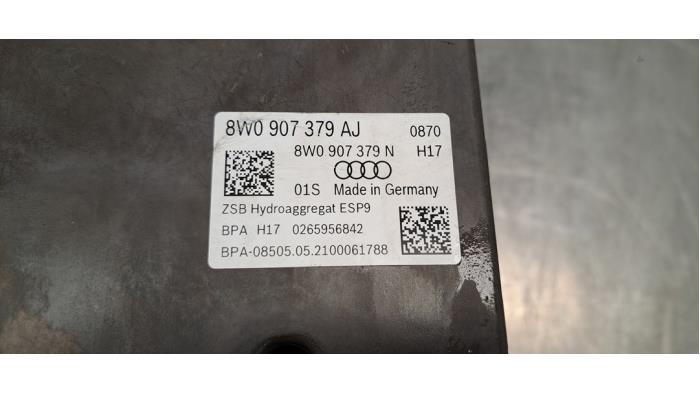 8W0 907 379 AJ 0870
8W0 907 379 N H17
01S Made in Germany
ZSB Hydroaggregat ESP9
BPA H17 0265956842
BPA-08505.05.2100061788